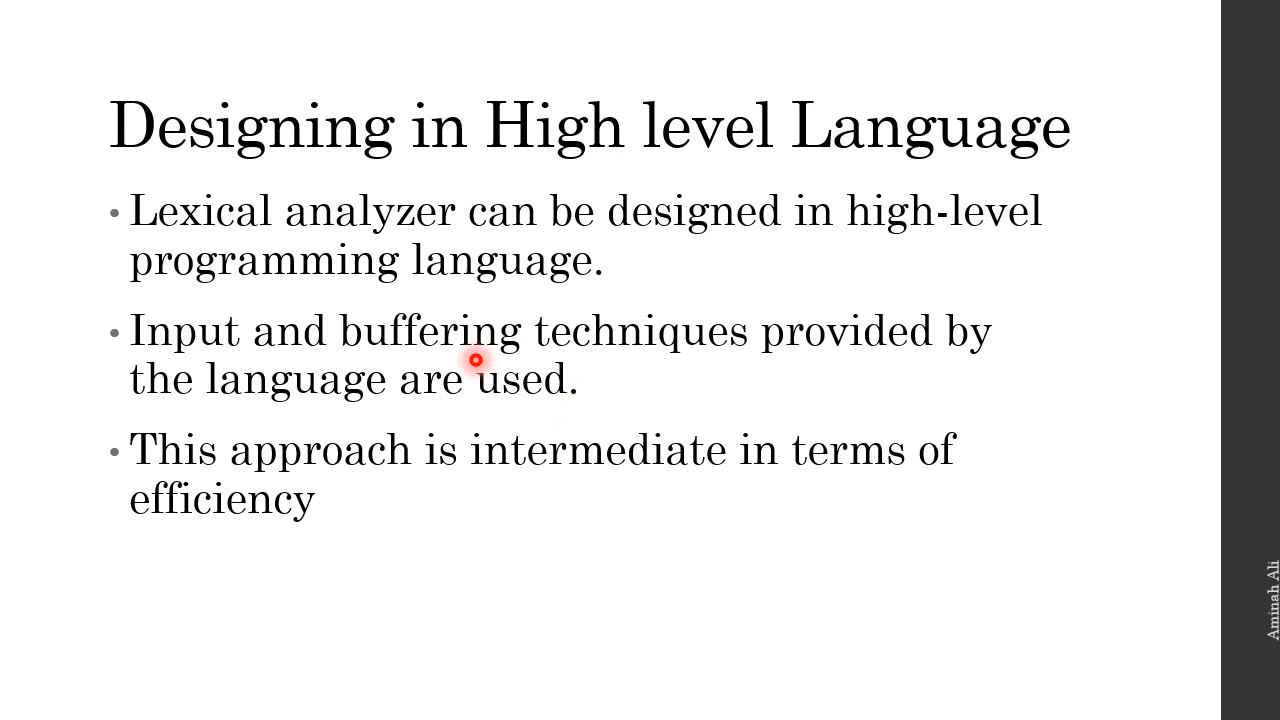 Designing in High level Language
• Lexical analyzer can be designed in high-level
programming language.
• Input and buffering techniques provided by
the language are used.
• This approach is intermediate in terms of
efficiency
Aminah Ali